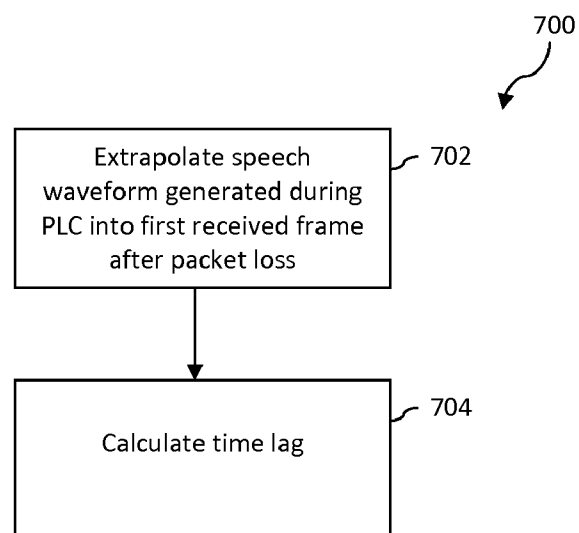 700
Extrapolate speech
waveform generated during
PLC into first received frame
after packet loss
702
Calculate time lag
704